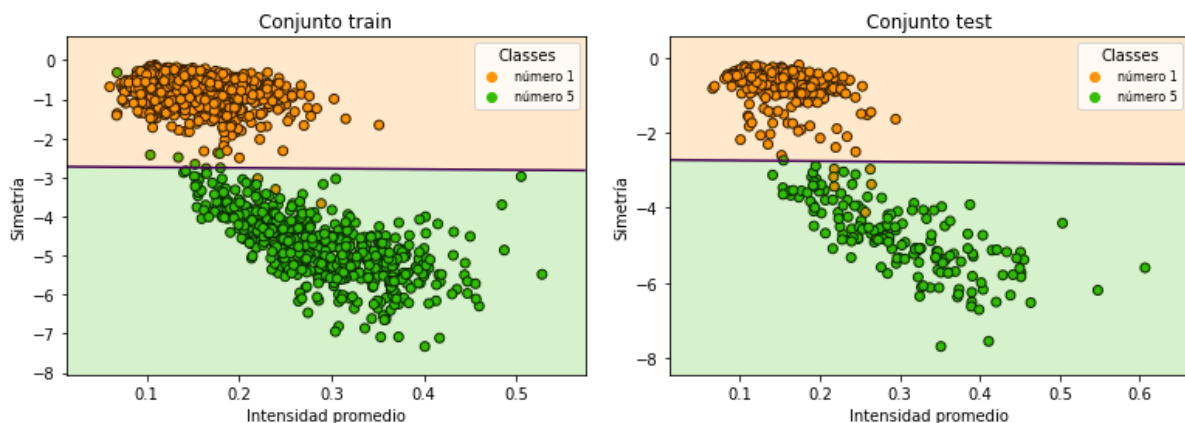 Conjunto train
Classes
número 1
número 5
Simetría
0
−1
−2
−3
−4
−5
−6
−7
−8
0.1 0.2 0.3 0.4 0.5
Intensidad promedio
Conjunto test
Classes
número 1
número 5
Simetría
0
−2
−4
−6
−8
0.1 0.2 0.3 0.4 0.5 0.6
Intensidad promedio